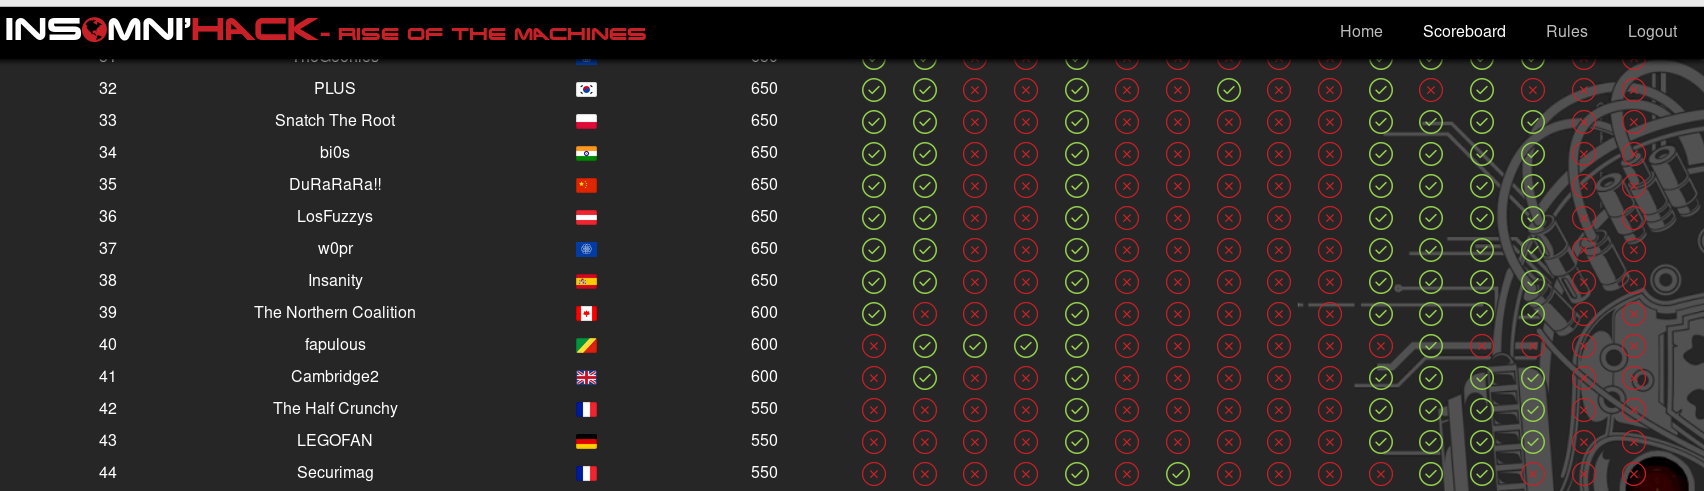 INSOMNI'HACK - RISE OF THE MACHINES Home Scoreboard Rules Logout
32 PLUS 650
33 Snatch The Root 650
34 bi0s 650
35 DuRaRaRa!! 650
36 LosFuzzys 650
37 w0pr 650
38 Insanity 650
39 The Northern Coalition 600
40 fapulous 600
41 Cambridge2 600
42 The Half Crunchy 550
43 LEGOFAN 550
44 Securimag 550